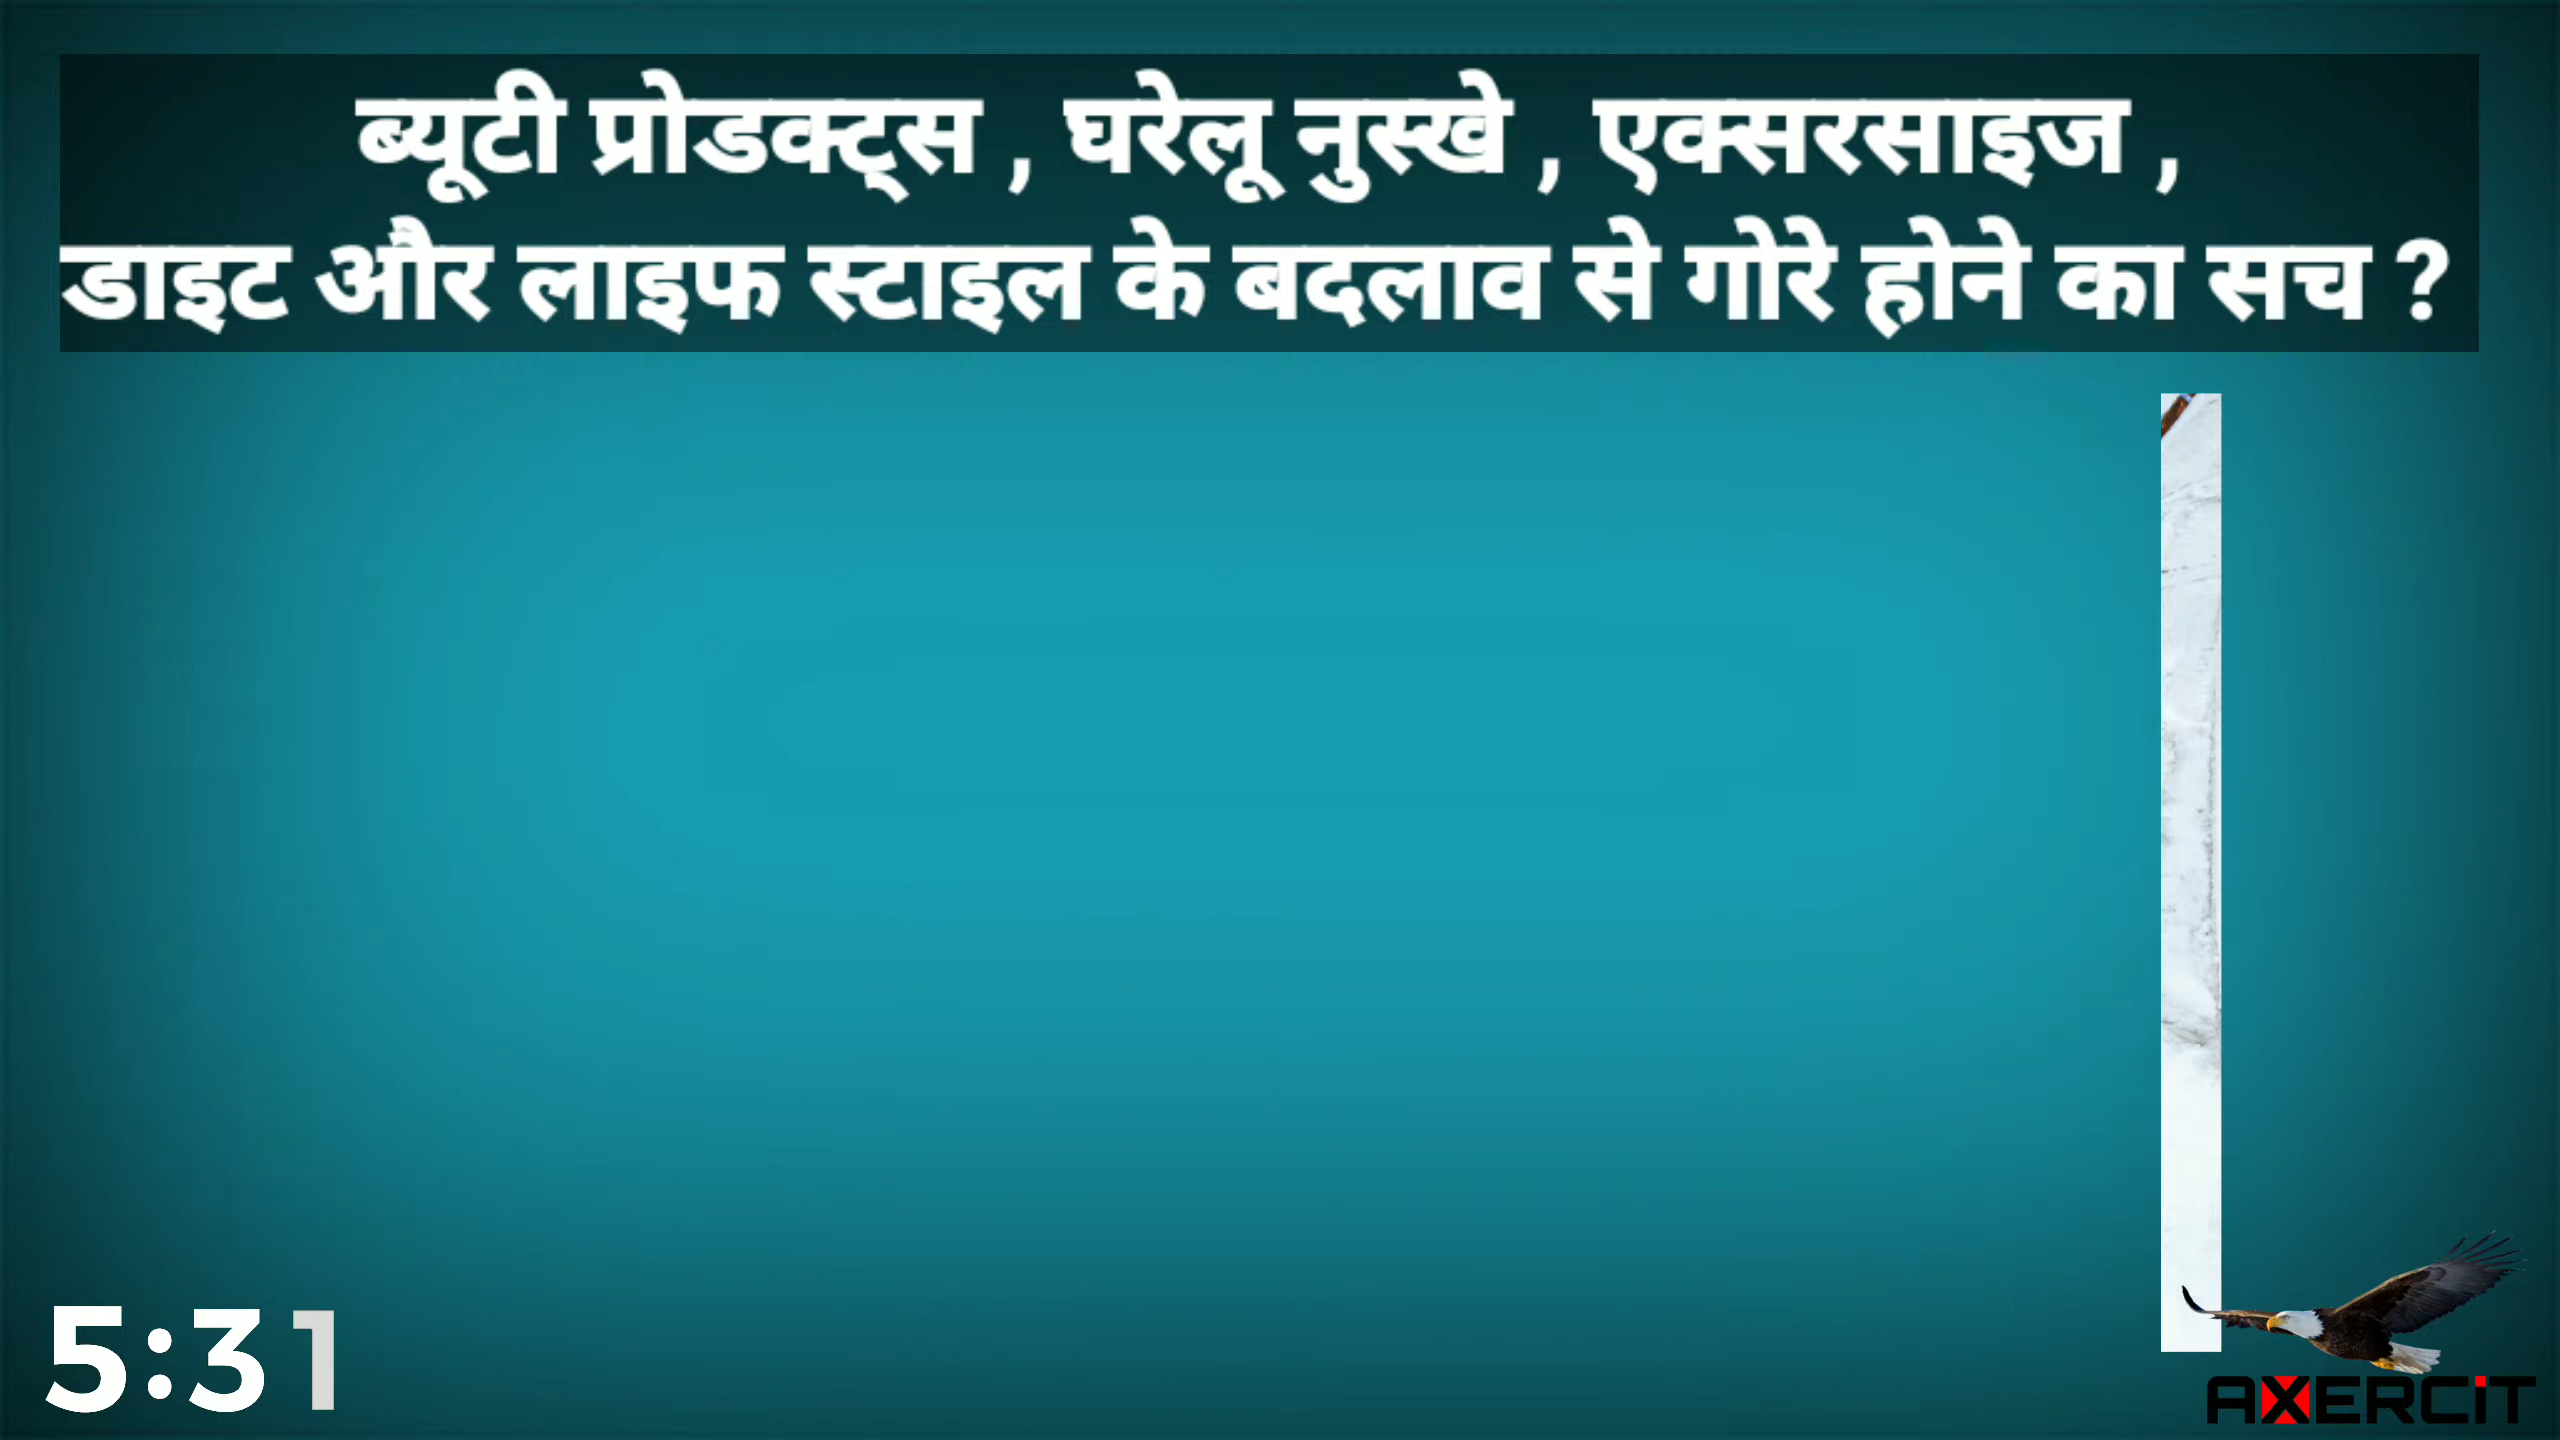 ब्यूटी प्रोडक्ट्स , घरेलू नुस्खे , एक्सरसाइज ,
डाइट और लाइफ स्टाइल के बदलाव से गोरे होने का सच ?
5:31
AXERCiT